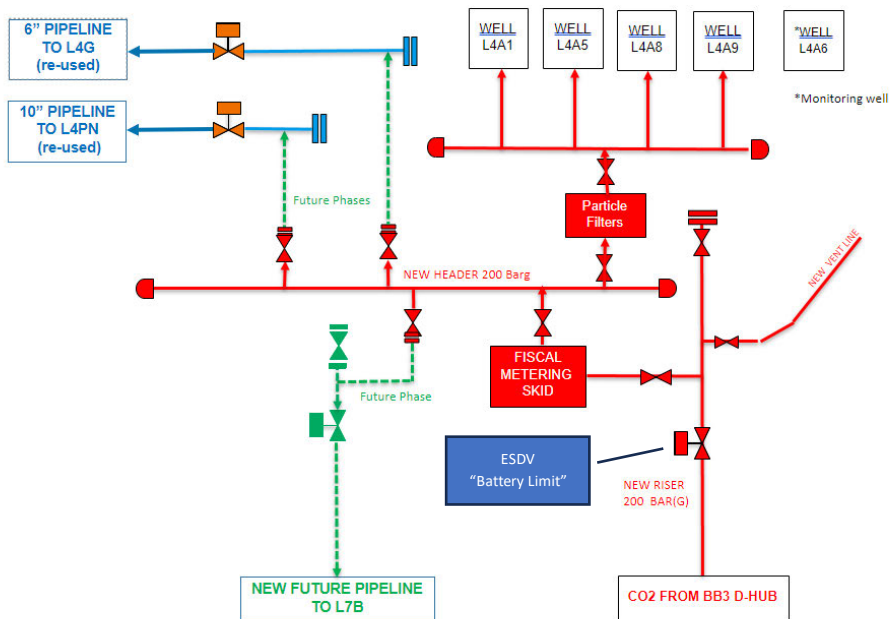 6” PIPELINE
TO L4G
(re-used)
10” PIPELINE
TO L4PN
(re-used)
WELL
L4A1
WELL
L4A5
WELL
L4A8
WELL
L4A9
*WELL
L4A6
*Monitoring well
Future Phases
Particle
Filters
NEW VENT LINE
NEW HEADER 200 Barg
FISCAL
METERING
SKID
Future Phase
ESDV
“Battery Limit”
NEW RISER
200 BAR(G)
NEW FUTURE PIPELINE
TO L7B
CO2 FROM BB3 D-HUB